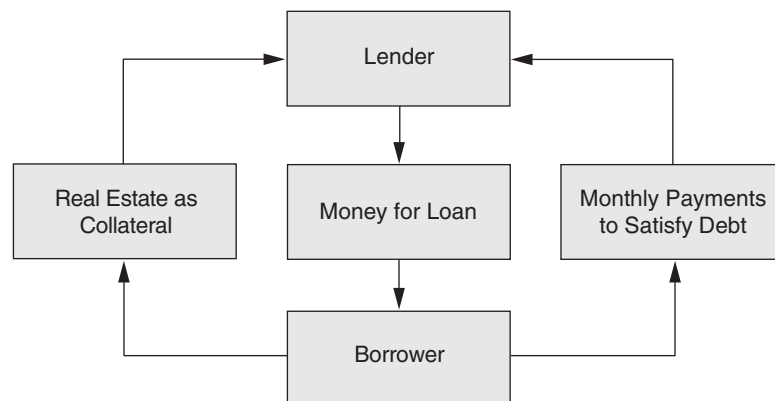 Lender
Real Estate as
Collateral
Money for Loan
Monthly Payments
to Satisfy Debt
Borrower